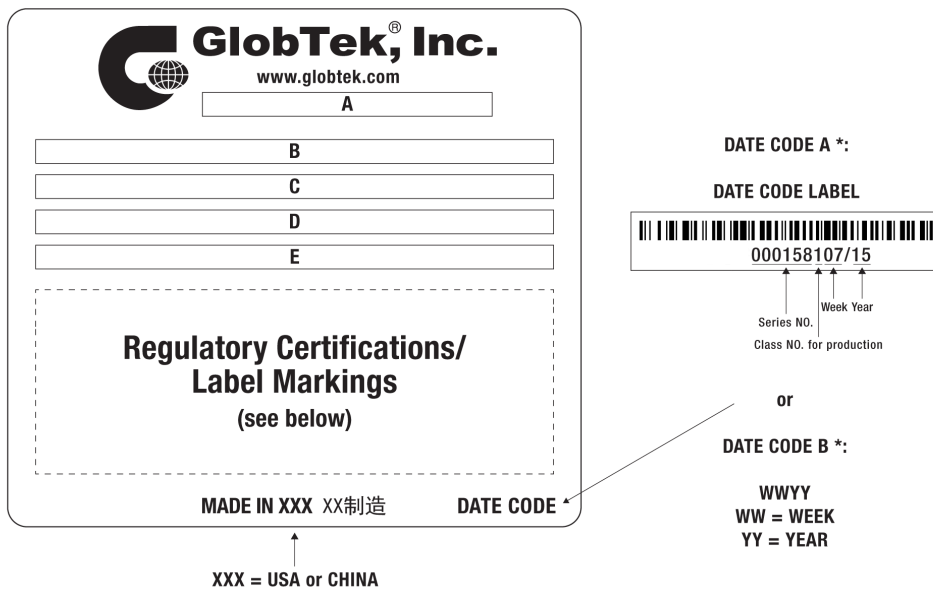 GlobTek,® Inc.
www.globtek.com
A
B
C
D
E
Regulatory Certifications/
Label Markings
(see below)
MADE IN XXX XX制造 DATE CODE
XXX = USA or CHINA
DATE CODE A *:
DATE CODE LABEL
000158107/15
Week Year
Series NO.
Class NO. for production
or
DATE CODE B *:
WWYY
WW = WEEK
YY = YEAR